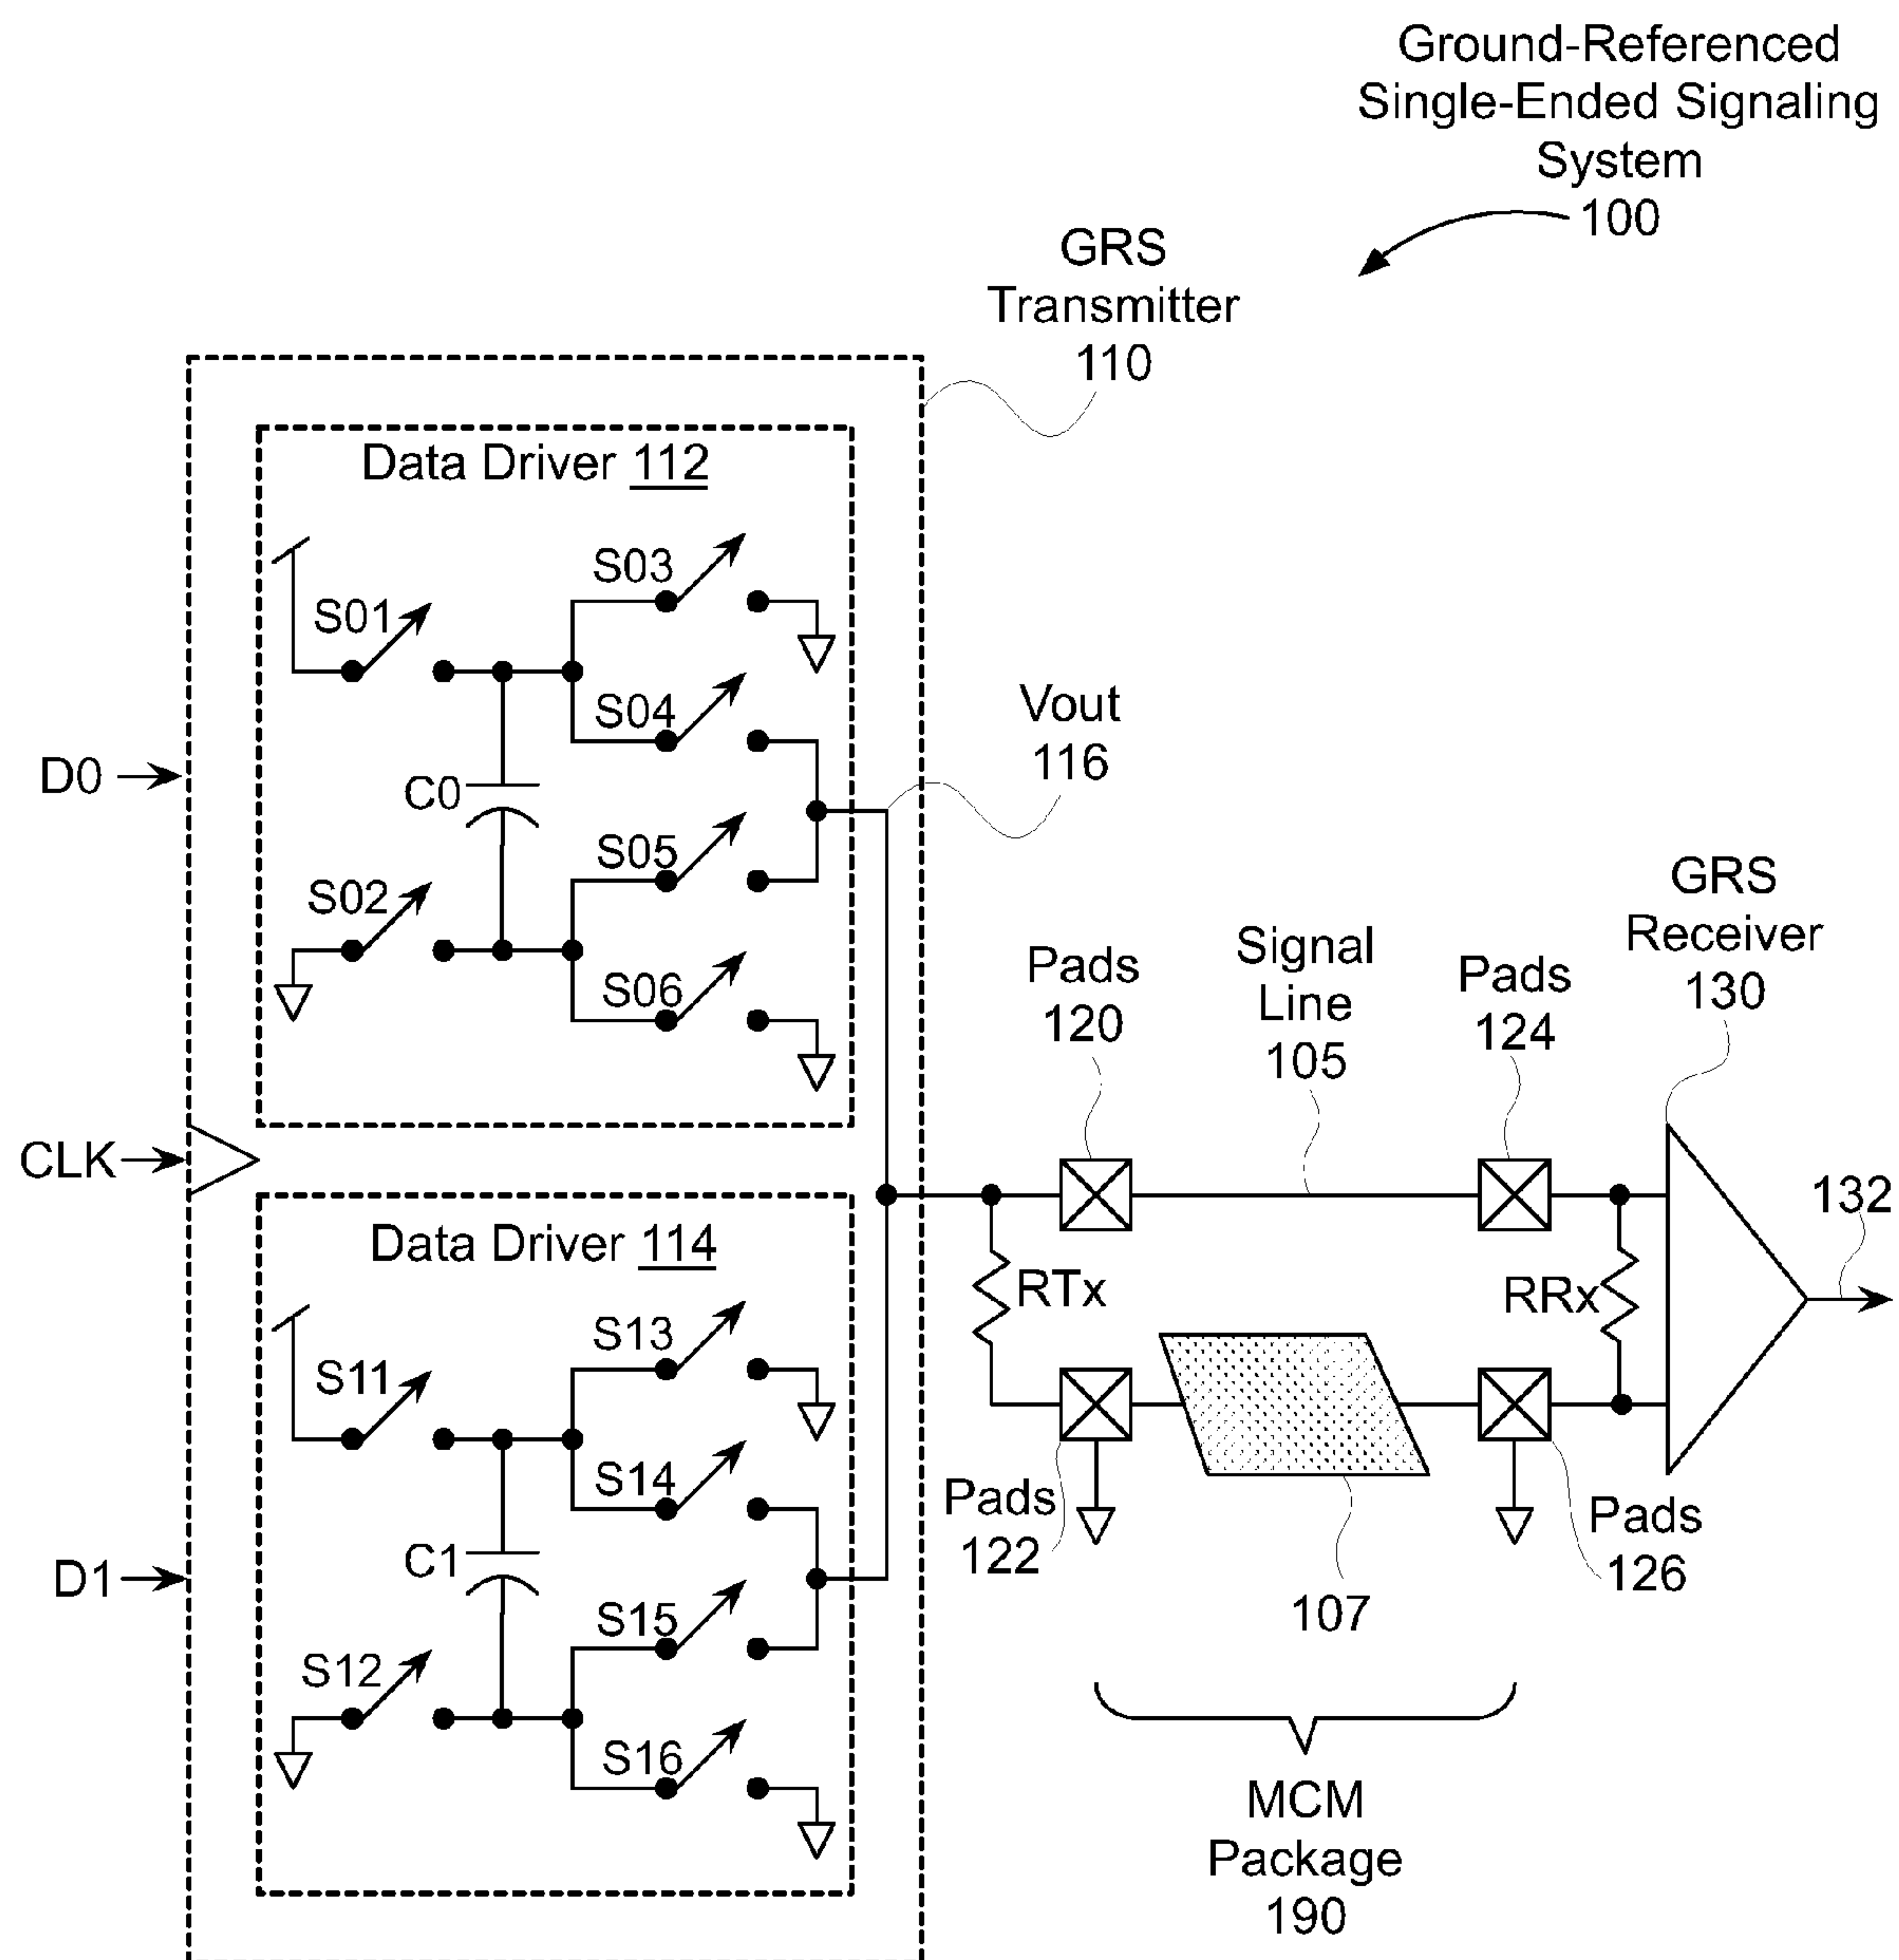 Ground-Referenced
Single-Ended Signaling
System
100
GRS
Transmitter
110
Data Driver 112
S03
S01
S04
Vout
116
D0
C0
S05
S02
S06
GRS
Receiver
130
Pads
120
Signal
Line
105
Pads
124
CLK
132
Data Driver 114
RTx
RRx
S13
S11
S14
Pads
122
Pads
126
C1
D1
107
S15
S12
S16
MCM
Package
190